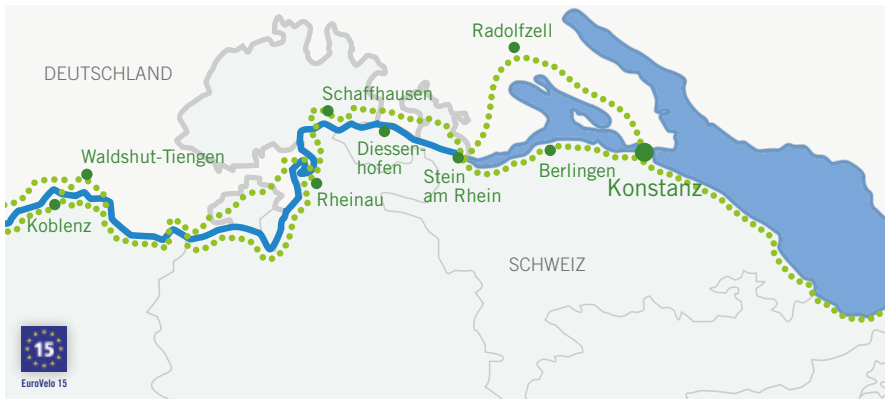 Radolfzell
DEUTSCHLAND
Schaffhausen
Waldshut-Tiengen
Diessen-
hofen
Stein
am Rhein
Berlingen
Konstanz
Rheinau
Koblenz
SCHWEIZ
15
EuroVelo 15